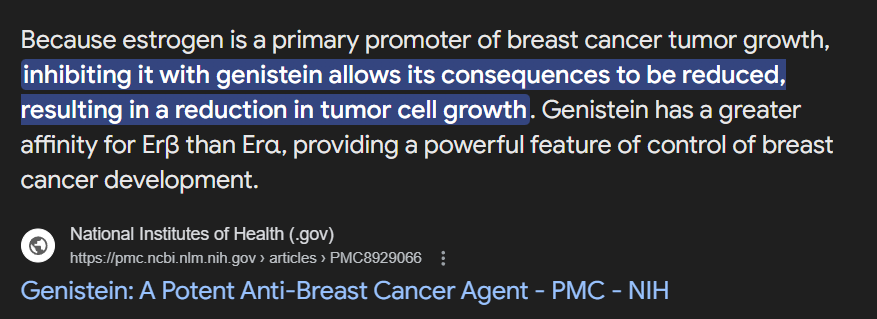 Because estrogen is a primary promoter of breast cancer tumor growth,
inhibiting it with genistein allows its consequences to be reduced,
resulting in a reduction in tumor cell growth. Genistein has a greater
affinity for Erβ than Erα, providing a powerful feature of control of breast
cancer development.
National Institutes of Health (.gov)
https://pmc.ncbi.nlm.nih.gov › articles › PMC8929066
Genistein: A Potent Anti-Breast Cancer Agent - PMC - NIH